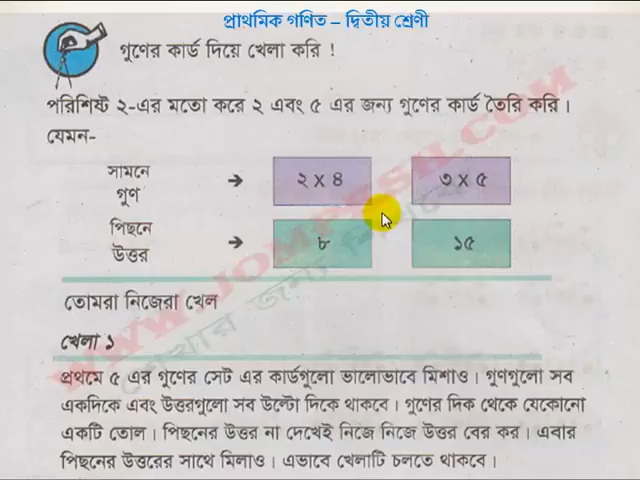 প্রাথমিক গণিত – দ্বিতীয় শ্রেণী
গুণের কার্ড দিয়ে খেলা করি !
পরিশিষ্ট ২-এর মতো করে ২ এবং ৫ এর জন্য গুণের কার্ড তৈরি করি।
যেমন-
সামনে
গুণ → ২ x ৪ ৩ x ৫
পিছনে
উত্তর → ৮ ১৫
তোমরা নিজেরা খেল
খেলা ১
প্রথমে ৫ এর গুণের সেট এর কার্ডগুলো ভালোভাবে মিশাও। গুণগুলো সব
একদিকে এবং উত্তরগুলো সব উল্টো দিকে থাকবে। গুণের দিক থেকে যেকোনো
একটি তোল। পিছনের উত্তর না দেখেই নিজে নিজে উত্তর বের কর। এবার
পিছনের উত্তরের সাথে মিলাও। এভাবে খেলাটি চলতে থাকবে।